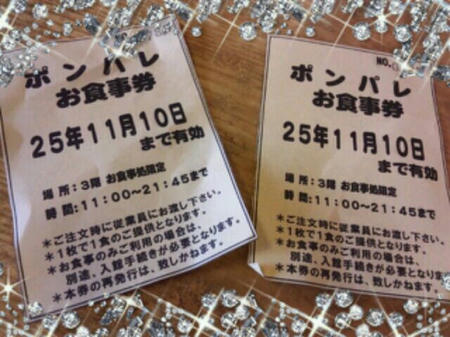 ポンパレ
お食事券
25年11月10日
まで有効
場所:3階 お食事処限定
時間:11:00〜21:45まで
*ご注文時に従業員にお渡し下さい。
*1枚で1食のご提供となります。
*お食事のみご利用の場合は、
別途、入館手続きが必要となります。
*本券の再発行は、致しかねます。
NO.
ポンパレ
お食事券
25年11月10日
まで有効
場所:3階 お食事処限定
時間:11:00〜21:45まで
*ご注文時に従業員にお渡し下さい。
*1枚で1食のご提供となります。
*お食事のみご利用の場合は、
別途、入館手続きが必要とな
*本券の再発行は、致しかねま